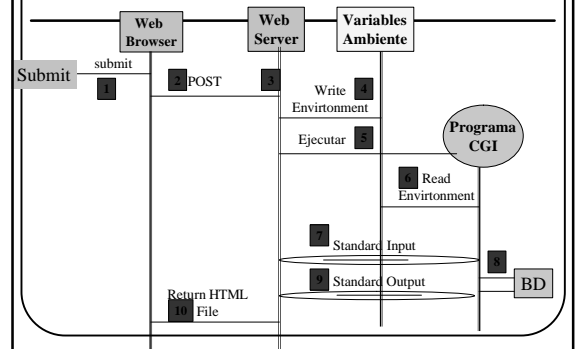 Web
Browser
Web
Server
Variables
Ambiente
Submit
submit
1
2 POST
3
Write 4
Envirtonment
Ejecutar 5
Programa
CGI
6 Read
Envirtonment
7
Standard Input
8
9 Standard Output
BD
Return HTML
10 File